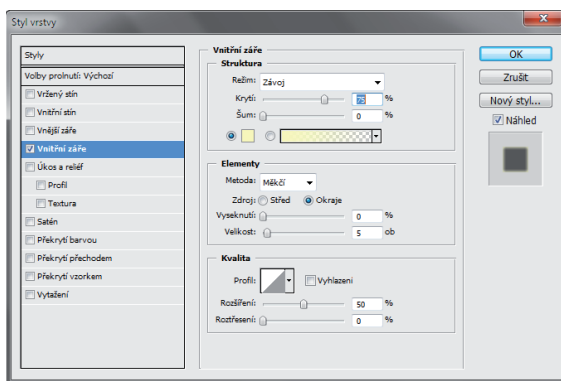 Styl vrstvy
Styly
Volby prolnutí: Výchozí
Vržený stín
Vnitřní stín
Vnější záře
Vnitřní záře
Úkos a reliéf
Profil
Textura
Satén
Překrytí barvou
Překrytí přechodem
Překrytí vzorkem
Vytažení
Vnitřní záře
Struktura
Režim: Závoj
Krytí: 75 %
Šum: 0 %
Elementy
Metoda: Měkčí
Zdroj: Střed Okraje
Vyseknutí: 0 %
Velikost: 5 ob
Kvalita
Profil: Vyhlazeni
Rozšíření: 50 %
Roztřesení: 0 %
OK
Zrušit
Nový styl...
Náhled